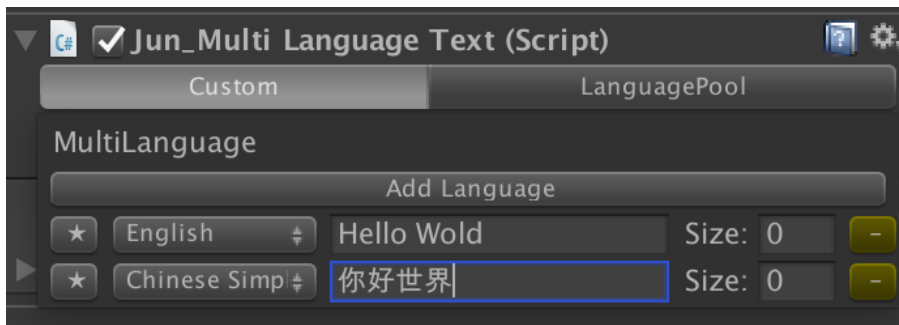 Jun_Multi Language Text (Script)
Custom LanguagePool
MultiLanguage
Add Language
English Hello Wold Size: 0 -
Chinese Simp 你好世界 Size: 0 -